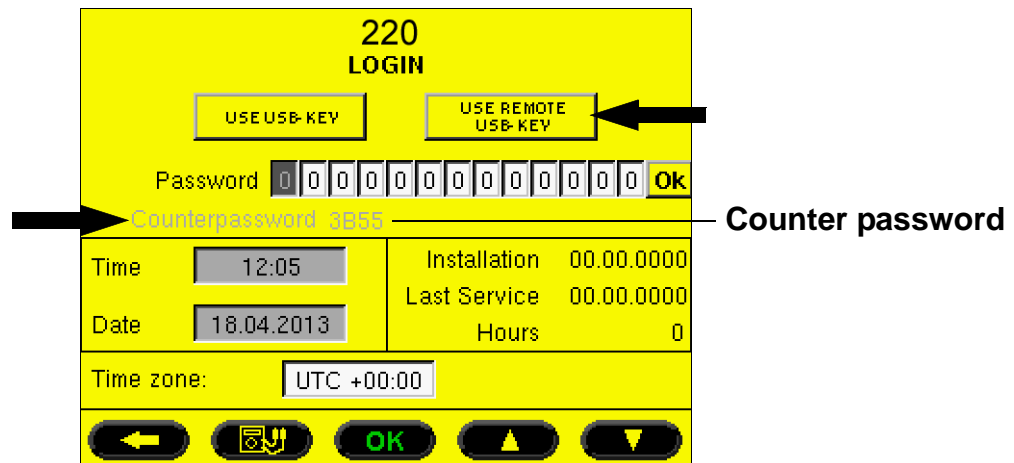 220
LOGIN
USE USB-KEY
USE REMOTE
USB-KEY
Password 0 0 0 0 0 0 0 0 0 0 0 0 0 Ok
Counterpassword 3B55
Counter password
Time 12:05
Installation 00.00.0000
Last Service 00.00.0000
Date 18.04.2013
Hours 0
Time zone: UTC +00:00
OK